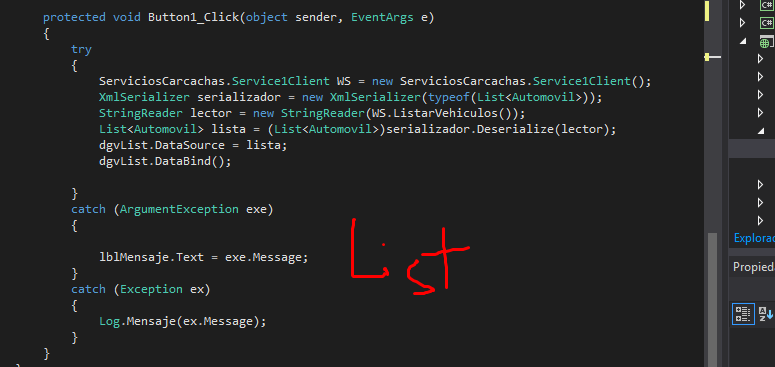 protected void Button1_Click(object sender, EventArgs e)
{
try
{
ServiciosCarcachas.Service1Client WS = new ServiciosCarcachas.Service1Client();
XmlSerializer serializador = new XmlSerializer(typeof(List<Automovil>));
StringReader lector = new StringReader(WS.ListarVehiculos());
List<Automovil> lista = (List<Automovil>)serializador.Deserialize(lector);
dgvList.DataSource = lista;
dgvList.DataBind();
}
catch (ArgumentException exe)
{
lblMensaje.Text = exe.Message;
}
catch (Exception ex)
{
Log.Mensaje(ex.Message);
}
}
List
C#
C#
Explorac
Propied